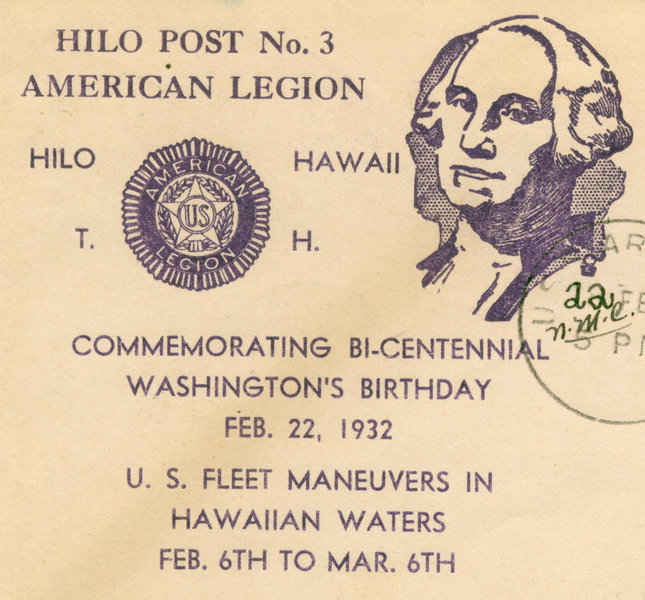 HILO POST No. 3
AMERICAN LEGION
HILO HAWAII
AMERICAN
US
LEGION
T. H.
22
COMMEMORATING BI-CENTENNIAL
WASHINGTON'S BIRTHDAY
FEB. 22, 1932
U. S. FLEET MANEUVERS IN
HAWAIIAN WATERS
FEB. 6TH TO MAR. 6TH